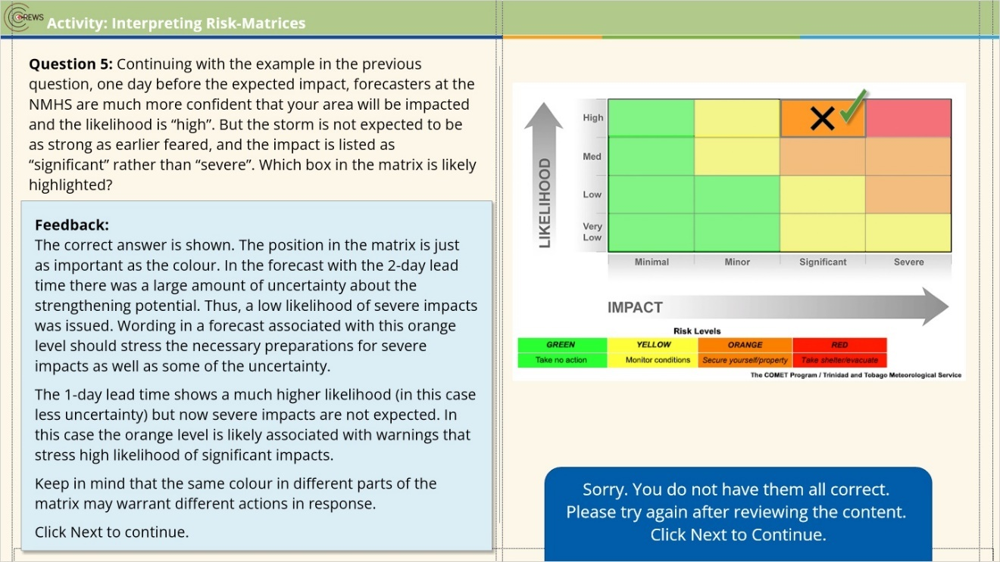 CREWS
Activity: Interpreting Risk-Matrices
Question 5: Continuing with the example in the previous
question, one day before the expected impact, forecasters at the
NMHS are much more confident that your area will be impacted
and the likelihood is “high”. But the storm is not expected to be
as strong as earlier feared, and the impact is listed as
“significant” rather than “severe”. Which box in the matrix is likely
highlighted?
Feedback:
The correct answer is shown. The position in the matrix is just
as important as the colour. In the forecast with the 2-day lead
time there was a large amount of uncertainty about the
strengthening potential. Thus, a low likelihood of severe impacts
was issued. Wording in a forecast associated with this orange
level should stress the necessary preparations for severe
impacts as well as some of the uncertainty.
The 1-day lead time shows a much higher likelihood (in this case
less uncertainty) but now severe impacts are not expected. In
this case the orange level is likely associated with warnings that
stress high likelihood of significant impacts.
Keep in mind that the same colour in different parts of the
matrix may warrant different actions in response.
Click Next to continue.
LIKELIHOOD
High
Med
Low
Very
Low
Minimal Minor Significant Severe
IMPACT
Risk Levels
GREEN YELLOW ORANGE RED
Take no action Monitor conditions Secure yourself/property Take shelter/evacuate
The COMET Program / Trinidad and Tobago Meteorological Service
Sorry. You do not have them all correct.
Please try again after reviewing the content.
Click Next to Continue.